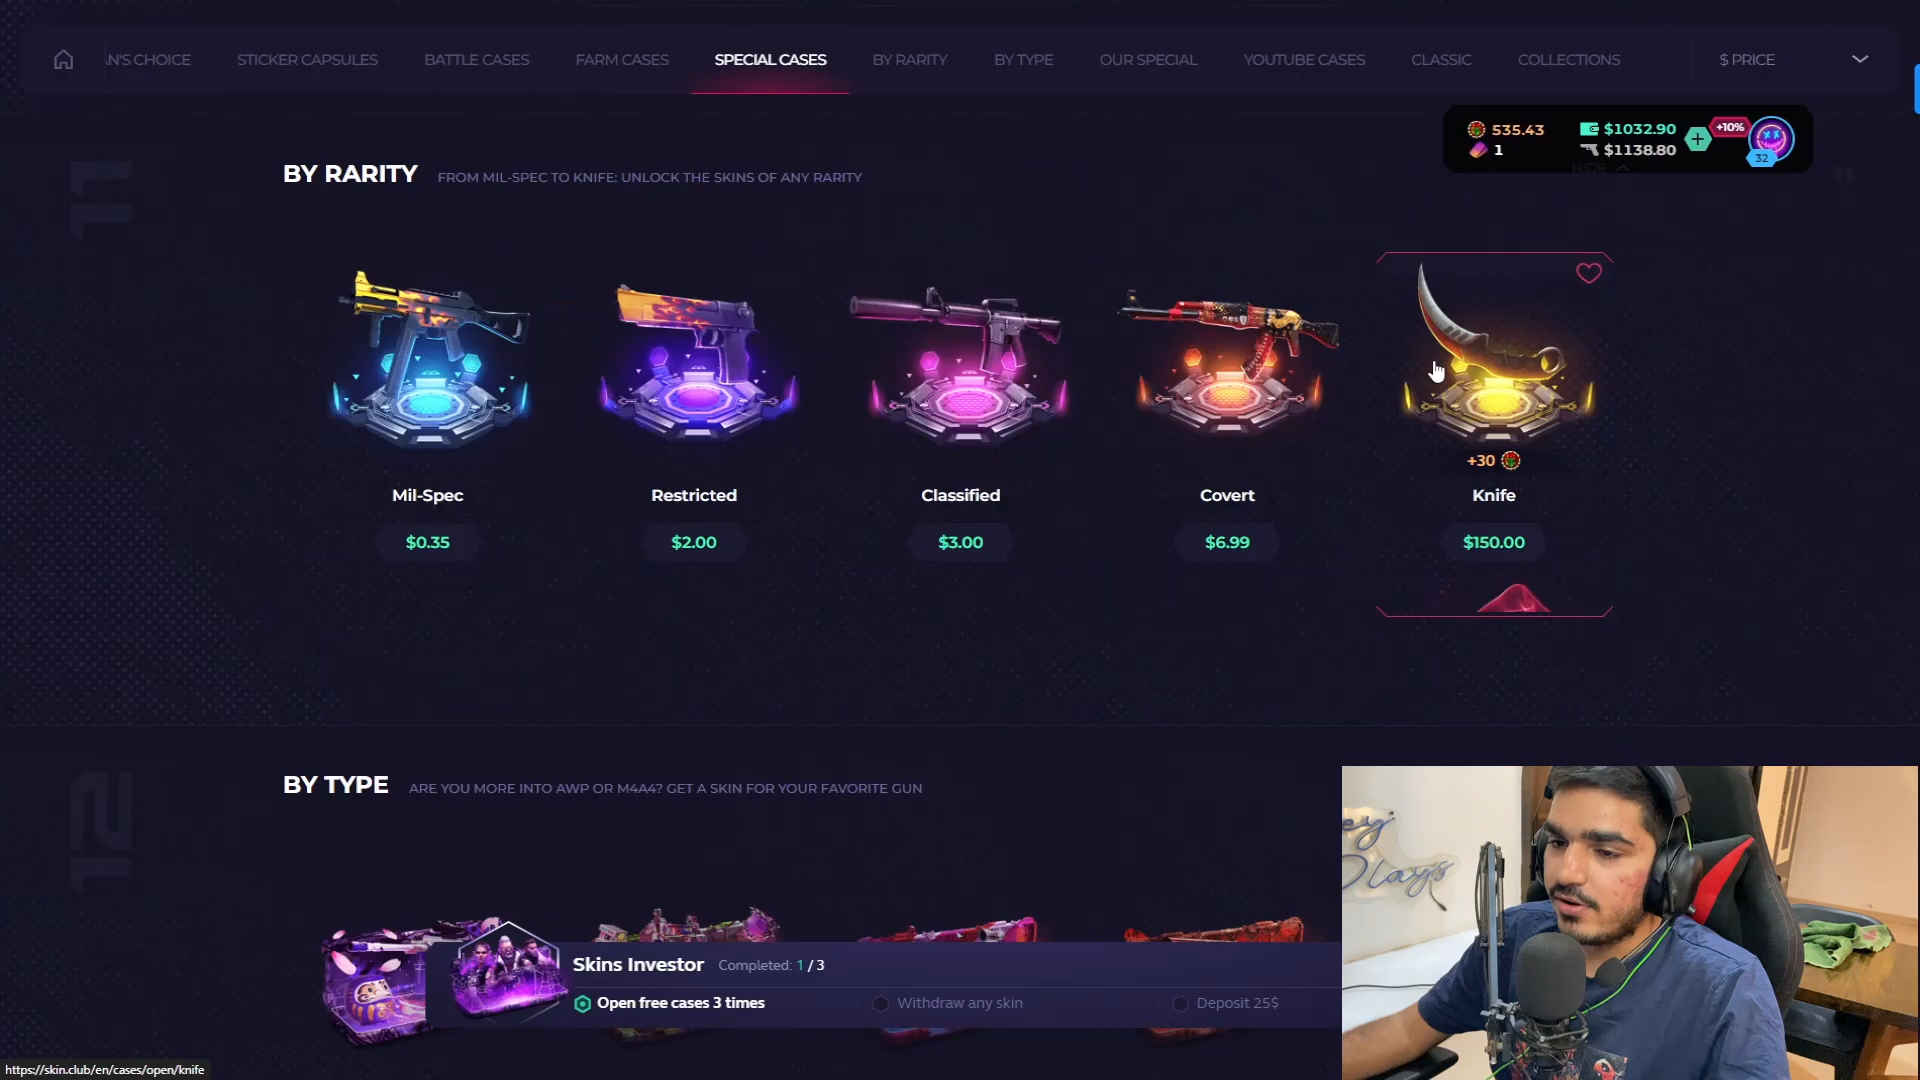 N'S CHOICE
STICKER CAPSULES
BATTLE CASES
FARM CASES
SPECIAL CASES
BY RARITY
BY TYPE
OUR SPECIAL
YOUTUBE CASES
CLASSIC
COLLECTIONS
$ PRICE
535.43
$1032.90
+10%
1
$1138.80
32
HIDE
11
BY RARITY
FROM MIL-SPEC TO KNIFE: UNLOCK THE SKINS OF ANY RARITY
+30
Mil-Spec
Restricted
Classified
Covert
Knife
$0.35
$2.00
$3.00
$6.99
$150.00
12
BY TYPE
ARE YOU MORE INTO AWP OR M4A4? GET A SKIN FOR YOUR FAVORITE GUN
ey
Plays
Skins Investor
Completed: 1 / 3
Open free cases 3 times
Withdraw any skin
Deposit 25$
https://skin.club/en/cases/open/knife